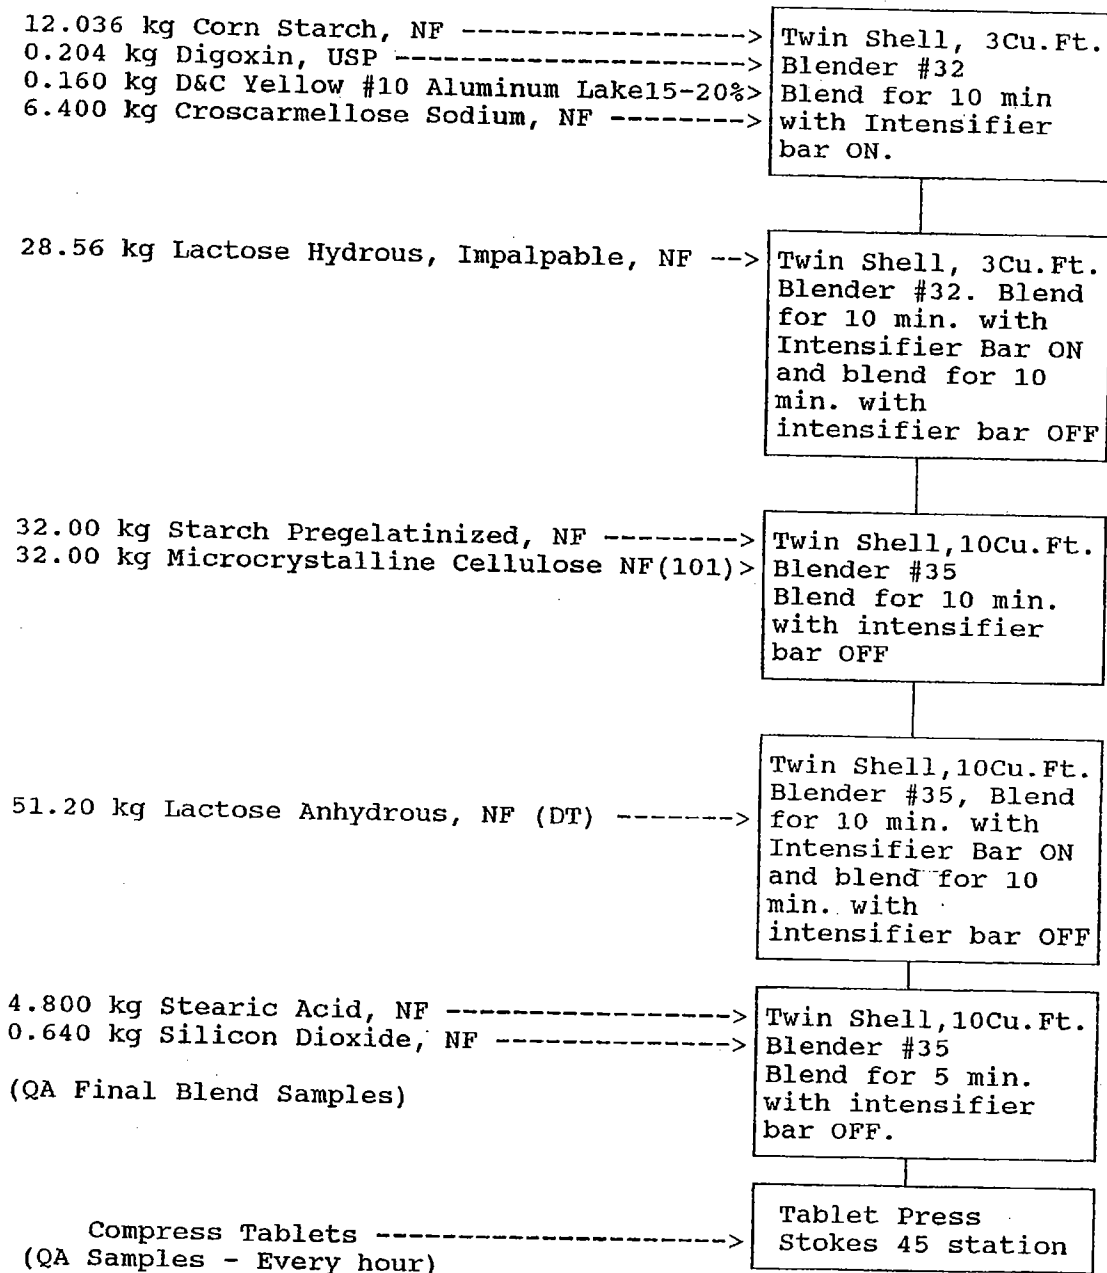 12.036 kg Corn Starch, NF ----------------->
0.204 kg Digoxin, USP --------------------->
0.160 kg D&C Yellow #10 Aluminum Lake15-20%>
6.400 kg Croscarmellose Sodium, NF -------->
Twin Shell, 3Cu.Ft.
Blender #32
Blend for 10 min
with Intensifier
bar ON.
28.56 kg Lactose Hydrous, Impalpable, NF -->
Twin Shell, 3Cu.Ft.
Blender #32. Blend
for 10 min. with
Intensifier Bar ON
and blend for 10
min. with
intensifier bar OFF
32.00 kg Starch Pregelatinized, NF -------->
32.00 kg Microcrystalline Cellulose NF(101)>
Twin Shell,10Cu.Ft.
Blender #35
Blend for 10 min.
with intensifier
bar OFF
51.20 kg Lactose Anhydrous, NF (DT) ------->
Twin Shell,10Cu.Ft.
Blender #35, Blend
for 10 min. with
Intensifier Bar ON
and blend for 10
min. with
intensifier bar OFF
4.800 kg Stearic Acid, NF ----------------->
0.640 kg Silicon Dioxide, NF -------------->
(QA Final Blend Samples)
Twin Shell,10Cu.Ft.
Blender #35
Blend for 5 min.
with intensifier
bar OFF.
Compress Tablets ---------------------->
(QA Samples - Every hour)
Tablet Press
Stokes 45 station